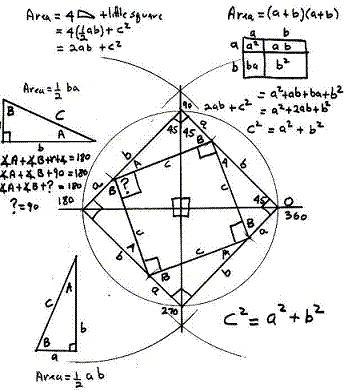 Area = 4 + little square
= 4(½ab) + c²
= 2ab + c²
Area = (a+b)(a+b)
a b
a a² ab
b ba b²
= a²+ab+ba+b²
= a²+2ab+b²
2ab + c²
c² = a² + b²
Area = ½ ba
B c A
b
∡A+∡B+∡=180
∡A+∡B+90=180
∡A+∡B+?=180
?=90
90
45 45
a
b A c B A b
a B ? c c 45
180 0
360
b A c B c A a
a b
270
c A b
B a
Area = ½ ab
c² = a² + b²